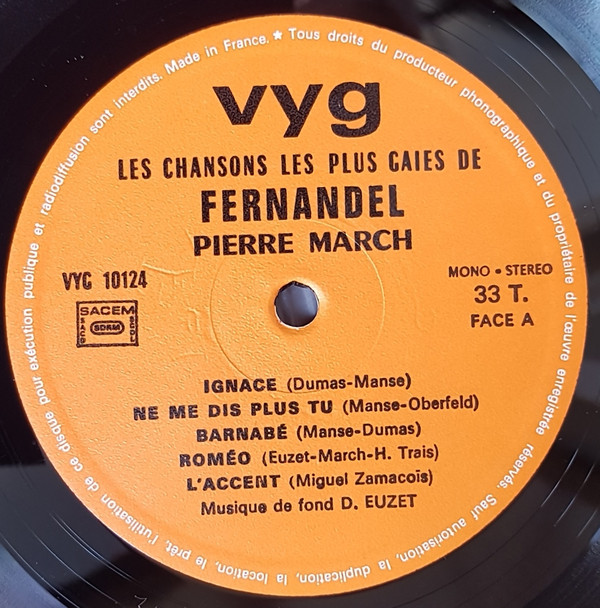 vyg
LES CHANSONS LES PLUS GAIES DE
FERNANDEL
PIERRE MARCH
VYG 10124
SACEM
SACD
SDRM
SCDL
MONO • STEREO
33 T.
FACE A
IGNACE (Dumas-Manse)
NE ME DIS PLUS TU (Manse-Oberfeld)
BARNABÉ (Manse-Dumas)
ROMÉO (Euzet-March-H. Trais)
L'ACCENT (Miguel Zamacoïs)
Musique de fond D. EUZET
★ Tous droits du producteur phonographique et du propriétaire de l'œuvre enregistrée réservés. Sauf autorisation, la duplication, la location, le prêt, l'utilisation de ce disque pour exécution publique et radiodiffusion sont interdits. Made in France.